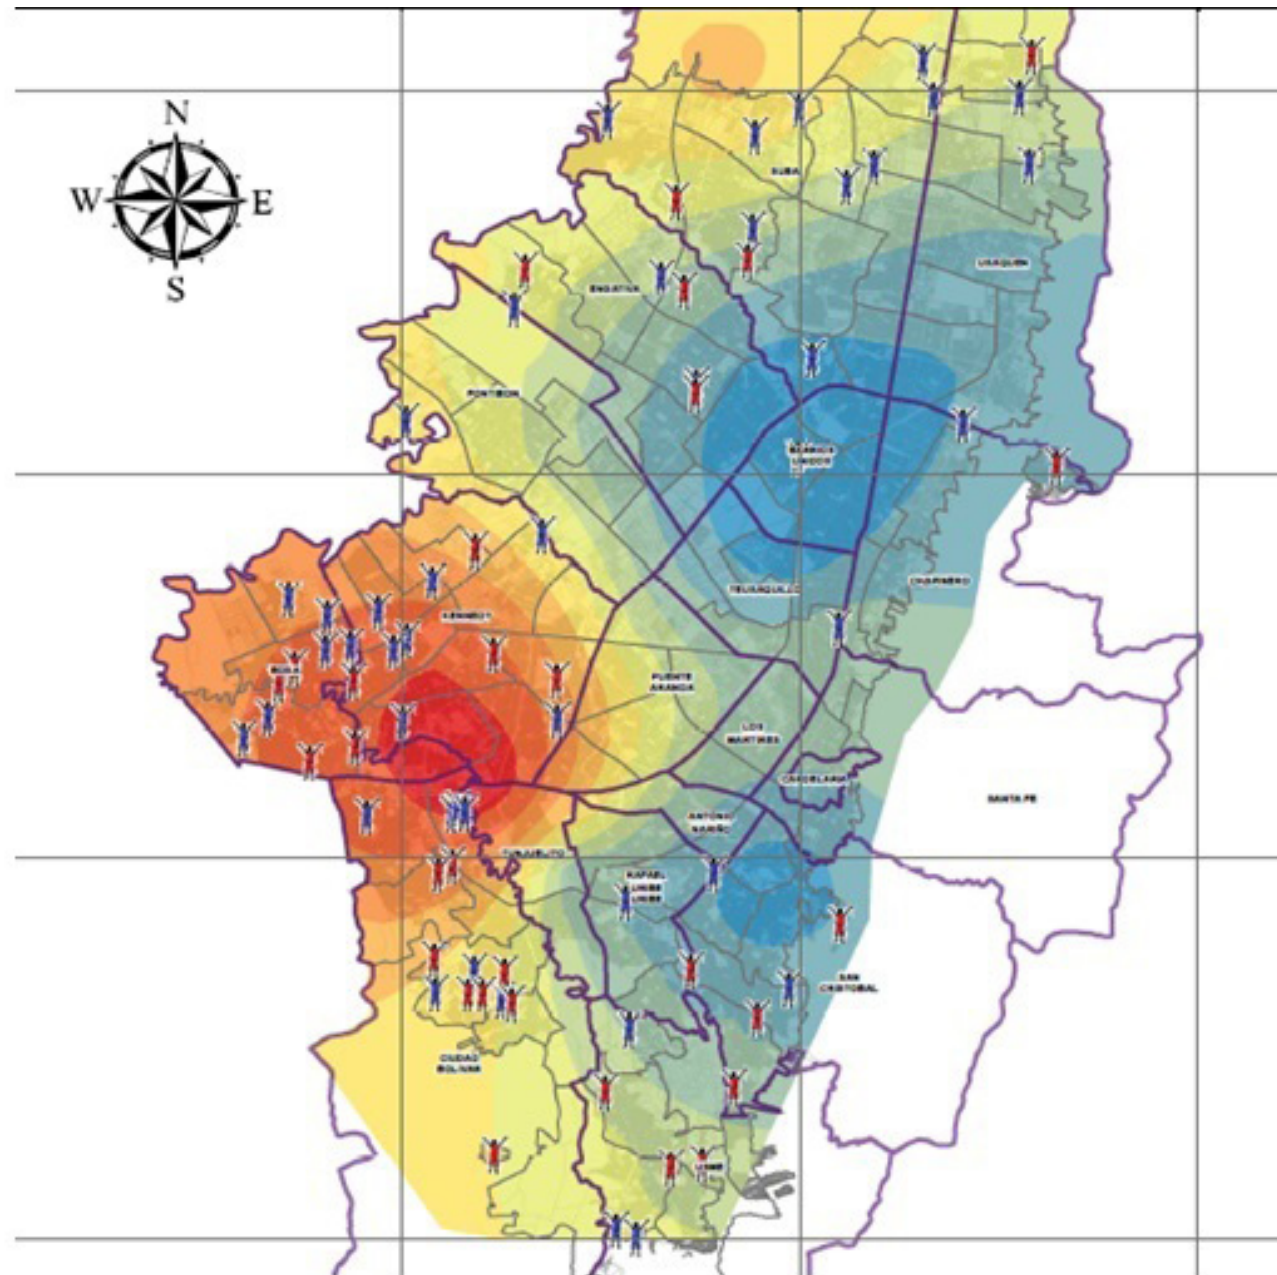 N
W
E
S
SUBA
USAQUEN
ENGATIVA
FONTIBON
BARRIOS
UNIDOS
TEUSAQUILLO
CHAPINERO
KENNEDY
BOSA
PUENTE
ARANDA
LOS
MARTIRES
CANDELARIA
SANTA FE
ANTONIO
NARIÑO
TUNJUELITO
RAFAEL
URIBE
URIBE
SAN
CRISTOBAL
CIUDAD
BOLIVAR
USME